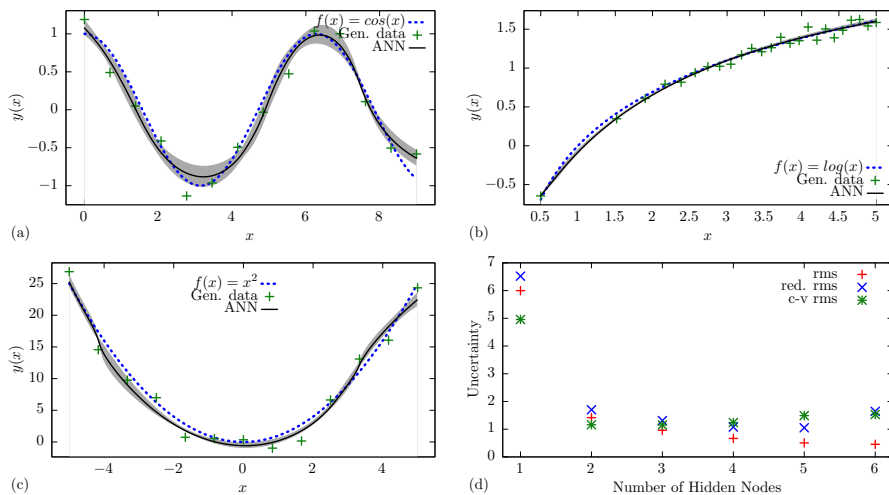 f(x) = cos(x)
Gen. data
ANN
1
0.5
0
−0.5
−1
y(x)
0
2
4
6
8
(a)
x
f(x) = log(x)
Gen. data
ANN
1.5
1
0.5
0
−0.5
y(x)
0.5
1
1.5
2
2.5
3
3.5
4
4.5
5
(b)
x
f(x) = x²
Gen. data
ANN
25
20
15
10
5
0
y(x)
−4
−2
0
2
4
(c)
x
rms
red. rms
c-v rms
7
6
5
4
3
2
1
0
Uncertainty
1
2
3
4
5
6
(d)
Number of Hidden Nodes